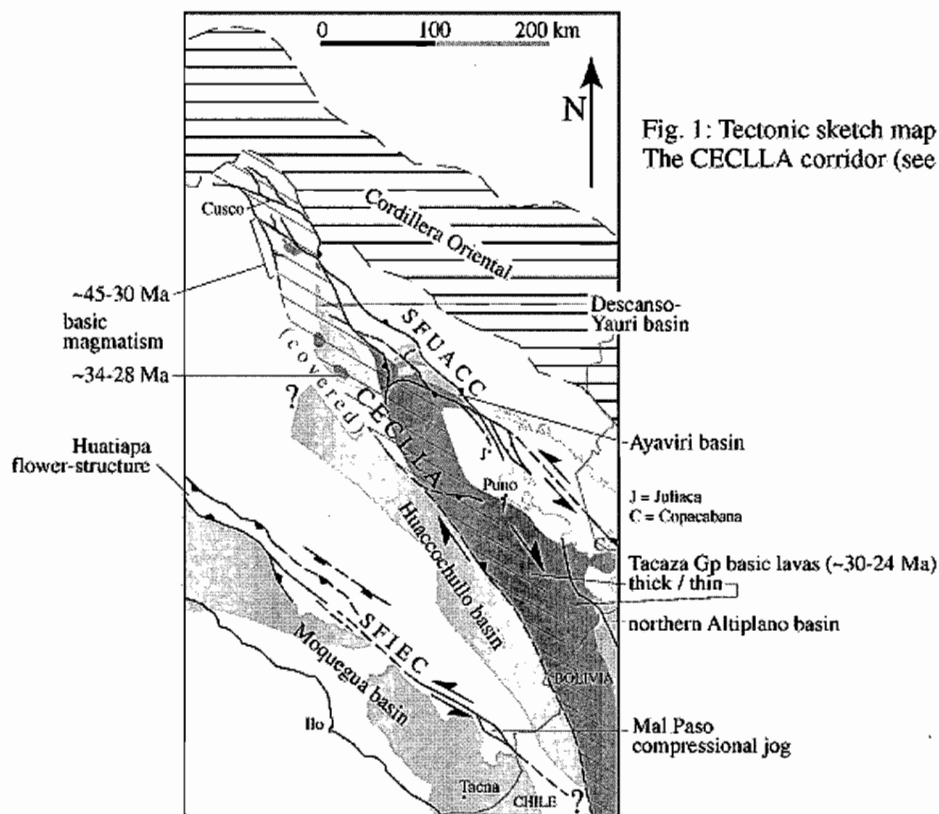 0 100 200 km
N
Fig. 1: Tectonic sketch map
The CECLLA corridor (see
Cusco
Cordillera Oriental
~45-30 Ma
basic
magmatism
~34-28 Ma
Descanso-
Yauri basin
SFUACC
(covered)
?
CECLLA
Huatiapa
flower-structure
Ayaviri basin
J
Puno
J = Juliaca
C = Copacabana
C
Huaccochullo basin
Tacaza Gp basic lavas (~30-24 Ma)
thick / thin
northern Altiplano basin
SFIEC
Moquegua basin
BOLIVIA
Ilo
Mal Paso
compressional jog
Tacna
CHILE
?